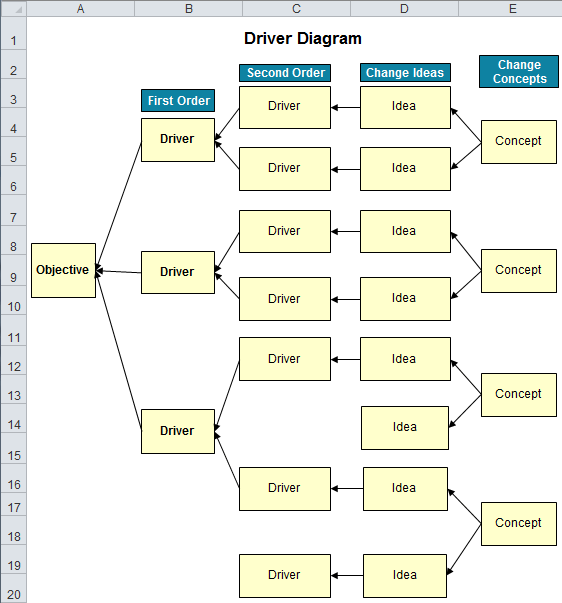 A B C D E
1 Driver Diagram
2 Second Order Change Ideas Change
Concepts
3 First Order Driver Idea
4 Driver Concept
5 Driver Idea
6
7 Driver Idea
8
9 Objective Driver Concept
10 Driver Idea
11
12 Driver Idea
13 Concept
14 Driver Idea
15
16 Driver Idea
17
18 Concept
19 Driver Idea
20